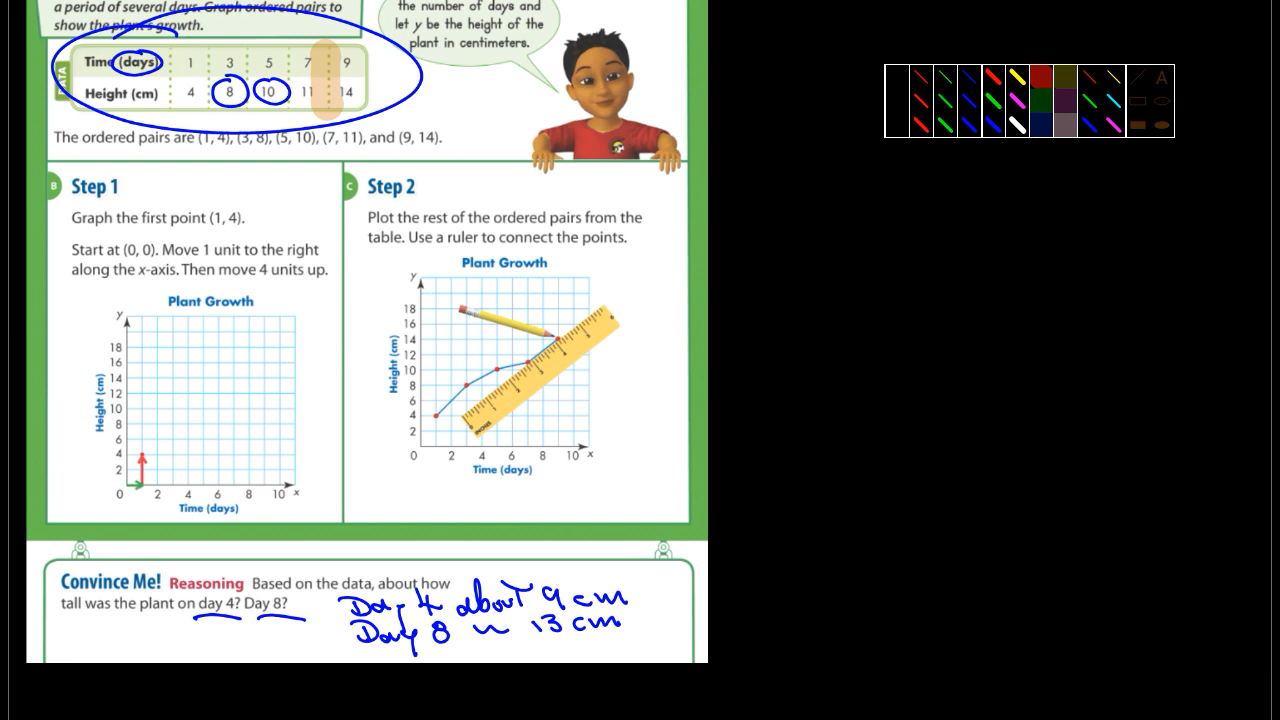 a period of several days. Graph ordered pairs to
show the plant's growth.
the number of days and
let y be the height of the
plant in centimeters.
DATA
Time (days) 1 3 5 7 9
Height (cm) 4 8 10 11 14
The ordered pairs are (1, 4), (3, 8), (5, 10), (7, 11), and (9, 14).
B Step 1
Graph the first point (1, 4).
Start at (0, 0). Move 1 unit to the right
along the x-axis. Then move 4 units up.
Plant Growth
y
18
16
14
12
10
8
6
4
2
0 2 4 6 8 10 x
Height (cm)
Time (days)
C Step 2
Plot the rest of the ordered pairs from the
table. Use a ruler to connect the points.
Plant Growth
y
18
16
14
12
10
8
6
4
2
0 2 4 6 8 10 x
Height (cm)
Time (days)
Convince Me! Reasoning Based on the data, about how
tall was the plant on day 4? Day 8?
Day 4 about 9 cm
Day 8 13 cm
A